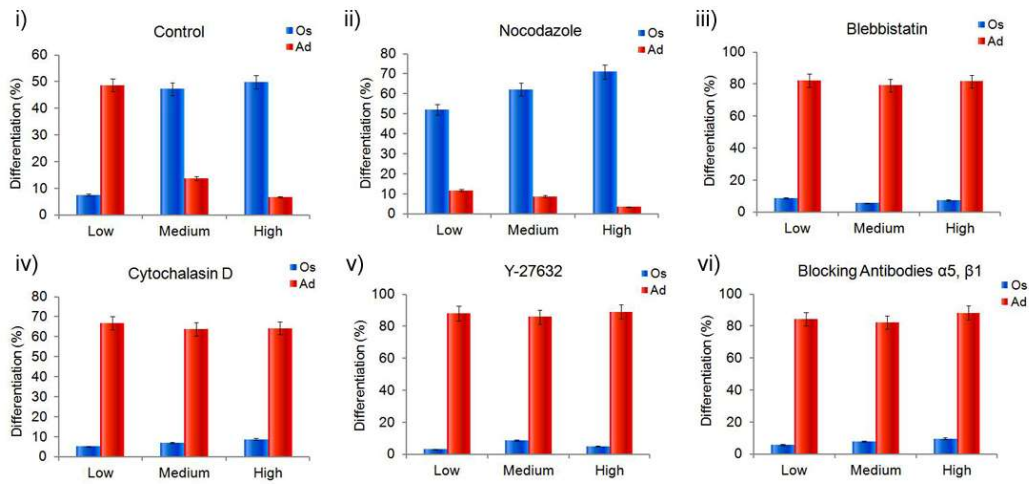 i)
Control
Os
Ad
Differentiation (%)
60
50
40
30
20
10
0
Low Medium High
ii)
Nocodazole
Os
Ad
Differentiation (%)
80
70
60
50
40
30
20
10
0
Low Medium High
iii)
Blebbistatin
Os
Ad
Differentiation (%)
100
80
60
40
20
0
Low Medium High
iv)
Cytochalasin D
Os
Ad
Differentiation (%)
80
70
60
50
40
30
20
10
0
Low Medium High
v)
Y-27632
Os
Ad
Differentiation (%)
100
80
60
40
20
0
Low Medium High
vi)
Blocking Antibodies α5, β1
Os
Ad
Differentiation (%)
100
80
60
40
20
0
Low Medium High